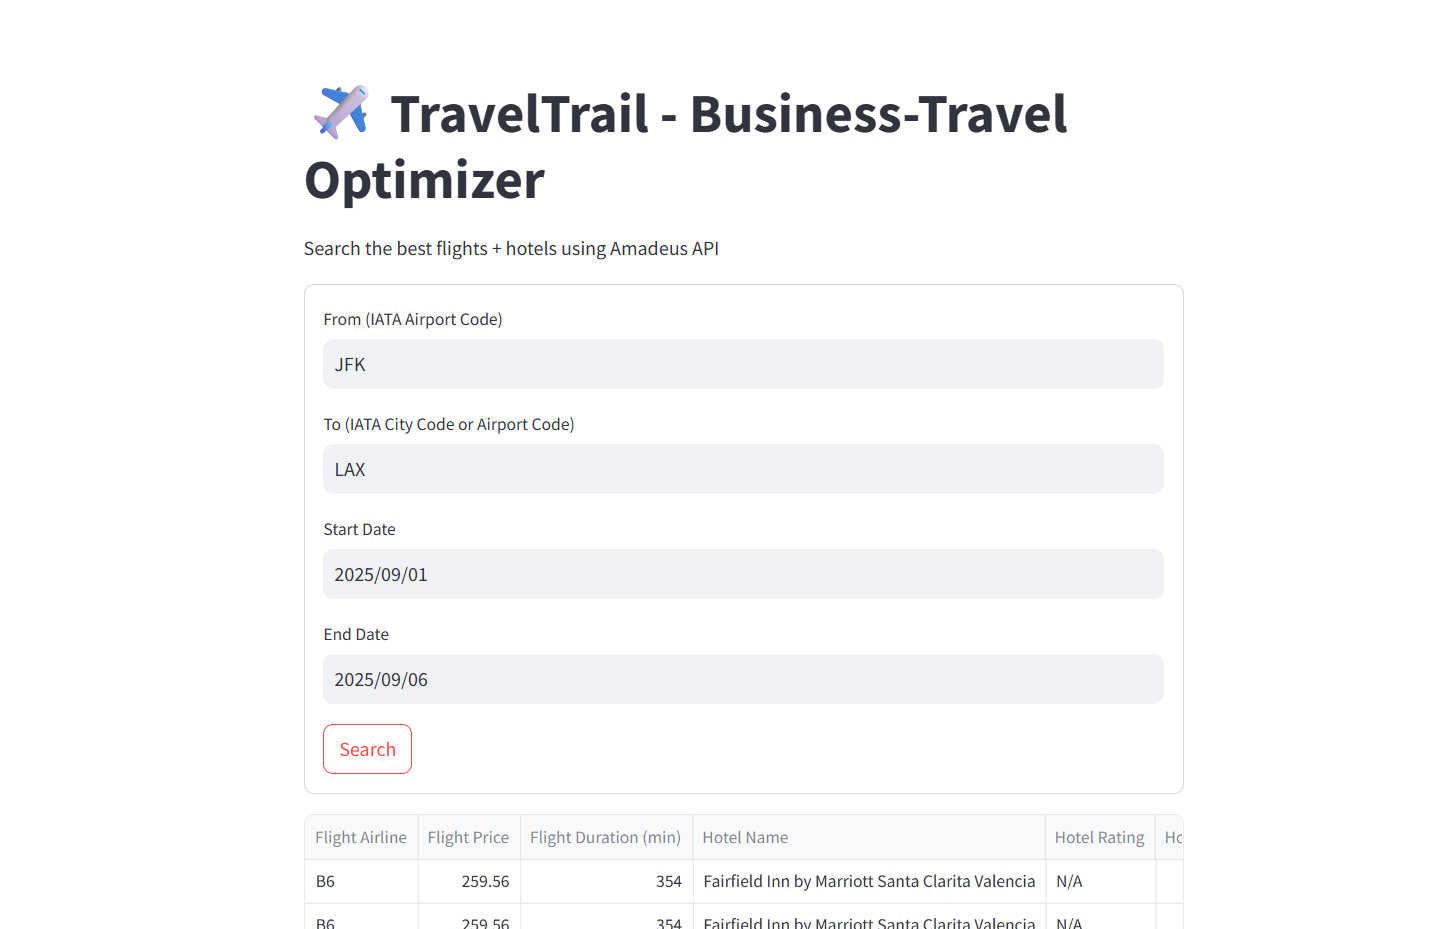 TravelTrail - Business-Travel
Optimizer
Search the best flights + hotels using Amadeus API
From (IATA Airport Code)
JFK
To (IATA City Code or Airport Code)
LAX
Start Date
2025/09/01
End Date
2025/09/06
Search
Flight Airline Flight Price Flight Duration (min) Hotel Name Hotel Rating
B6 259.56 354 Fairfield Inn by Marriott Santa Clarita Valencia N/A
B6 259.56 354 Fairfield Inn by Marriott Santa Clarita Valencia N/A